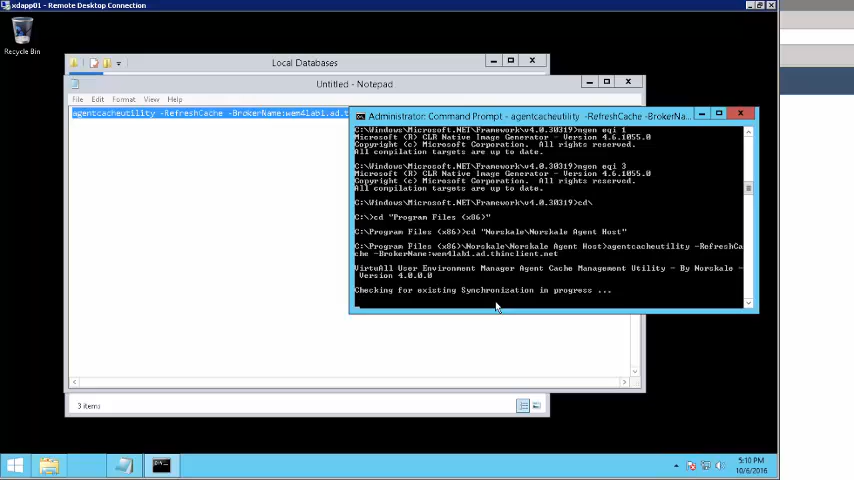 xdapp01 - Remote Desktop Connection
Recycle Bin
Local Databases
Untitled - Notepad
File Edit Format View Help
agentcacheutility -RefreshCache -BrokerName:wem4lab1.ad.t
Administrator: Command Prompt - agentcacheutility -RefreshCache -BrokerNa...
C:\Windows\Microsoft.NET\Framework\v4.0.30319>ngen eqi 1
Microsoft (R) CLR Native Image Generator - Version 4.6.1055.0
Copyright (c) Microsoft Corporation. All rights reserved.
All compilation targets are up to date.
C:\Windows\Microsoft.NET\Framework\v4.0.30319>ngen eqi 3
Microsoft (R) CLR Native Image Generator - Version 4.6.1055.0
Copyright (c) Microsoft Corporation. All rights reserved.
All compilation targets are up to date.
C:\Windows\Microsoft.NET\Framework\v4.0.30319>cd\
C:\>cd "Program Files (x86)"
C:\Program Files (x86)>cd "Norskale\Norskale Agent Host"
C:\Program Files (x86)\Norskale\Norskale Agent Host>agentcacheutility -RefreshCa
che -BrokerName:wem4lab1.ad.thinclient.net
VirtuAll User Environment Manager Agent Cache Management Utility - By Norskale -
Version 4.0.0.0
Checking for existing Synchronization in progress ...
3 items
5:10 PM
10/6/2016